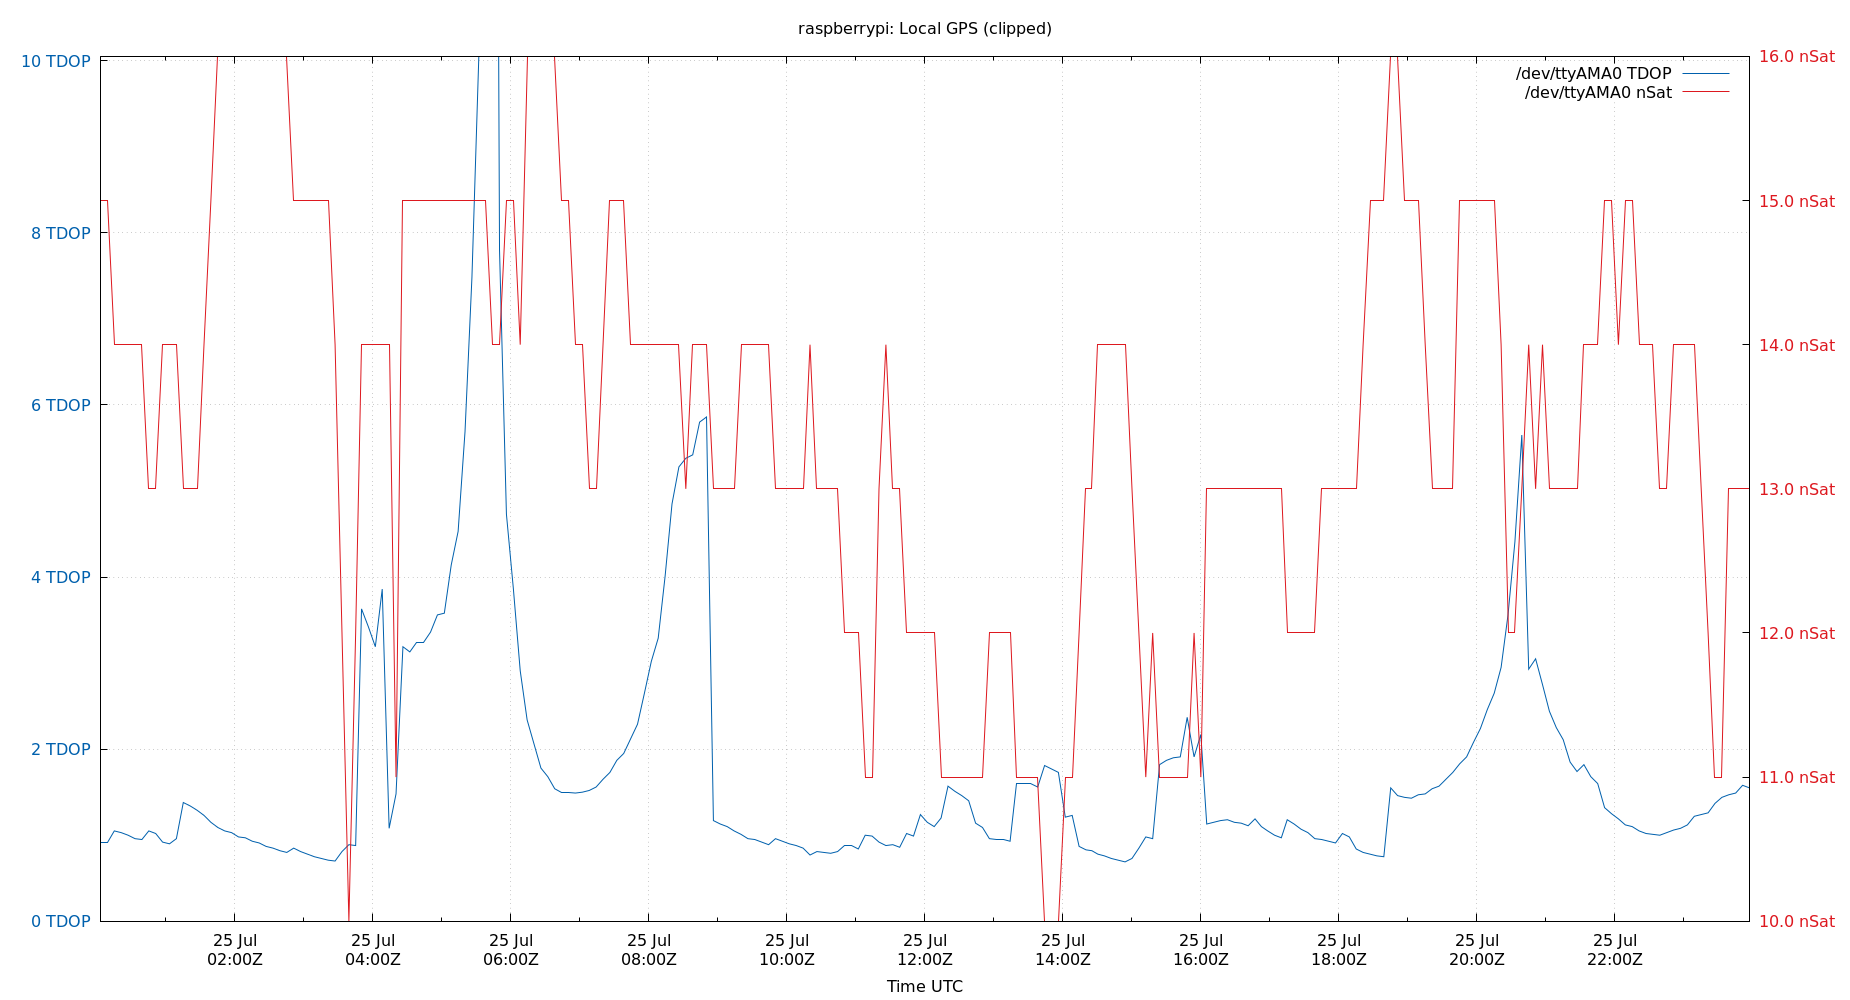 raspberrypi: Local GPS (clipped)
10 TDOP
8 TDOP
6 TDOP
4 TDOP
2 TDOP
0 TDOP
16.0 nSat
15.0 nSat
14.0 nSat
13.0 nSat
12.0 nSat
11.0 nSat
10.0 nSat
/dev/ttyAMA0 TDOP
/dev/ttyAMA0 nSat
25 Jul
02:00Z
25 Jul
04:00Z
25 Jul
06:00Z
25 Jul
08:00Z
25 Jul
10:00Z
25 Jul
12:00Z
25 Jul
14:00Z
25 Jul
16:00Z
25 Jul
18:00Z
25 Jul
20:00Z
25 Jul
22:00Z
Time UTC